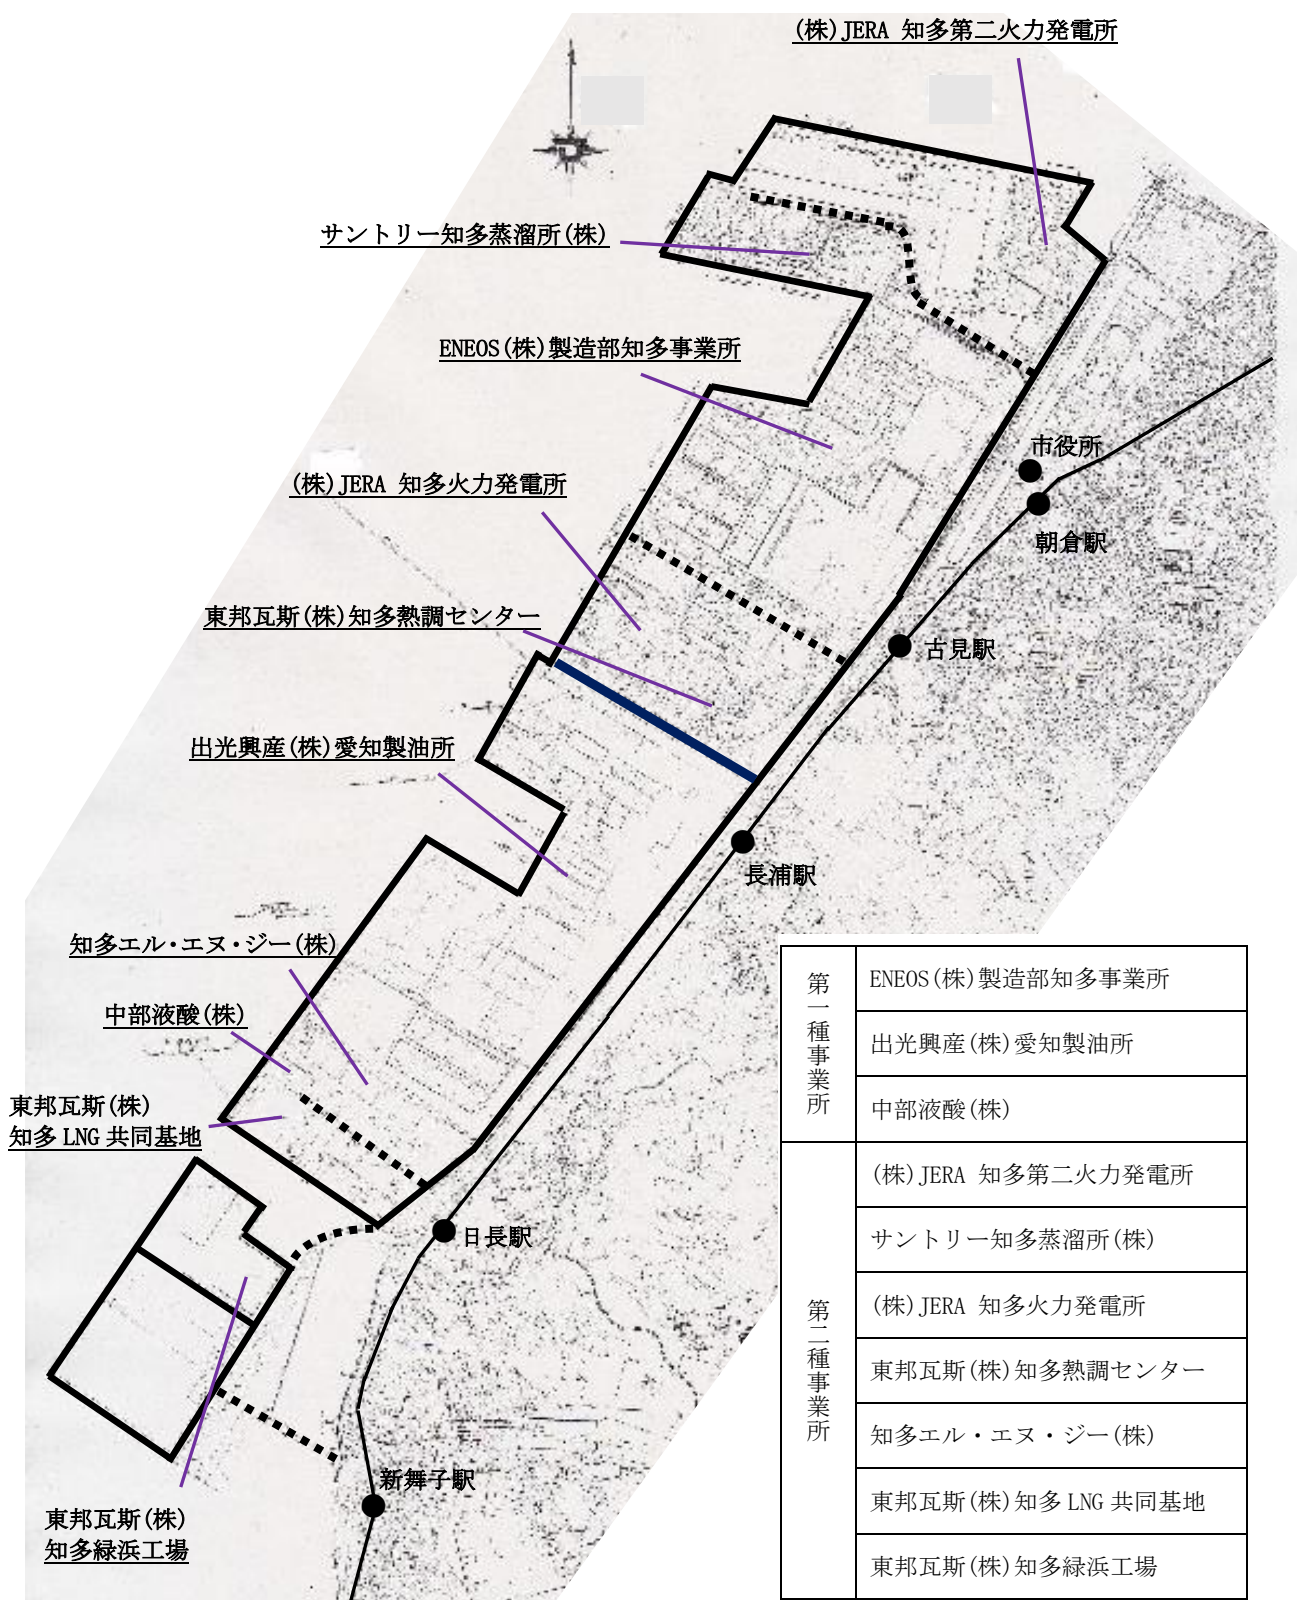 (株)JERA 知多第二火力発電所
サントリー知多蒸溜所(株)
ENEOS(株)製造部知多事業所
市役所
(株)JERA 知多火力発電所
朝倉駅
東邦瓦斯(株)知多熱調センター
古見駅
出光興産(株)愛知製油所
長浦駅
知多エル・エヌ・ジー(株)
中部液酸(株)
東邦瓦斯(株)
知多 LNG 共同基地
日長駅
新舞子駅
東邦瓦斯(株)
知多緑浜工場
第一種事業所
ENEOS(株)製造部知多事業所
出光興産(株)愛知製油所
中部液酸(株)
第二種事業所
(株)JERA 知多第二火力発電所
サントリー知多蒸溜所(株)
(株)JERA 知多火力発電所
東邦瓦斯(株)知多熱調センター
知多エル・エヌ・ジー(株)
東邦瓦斯(株)知多 LNG 共同基地
東邦瓦斯(株)知多緑浜工場